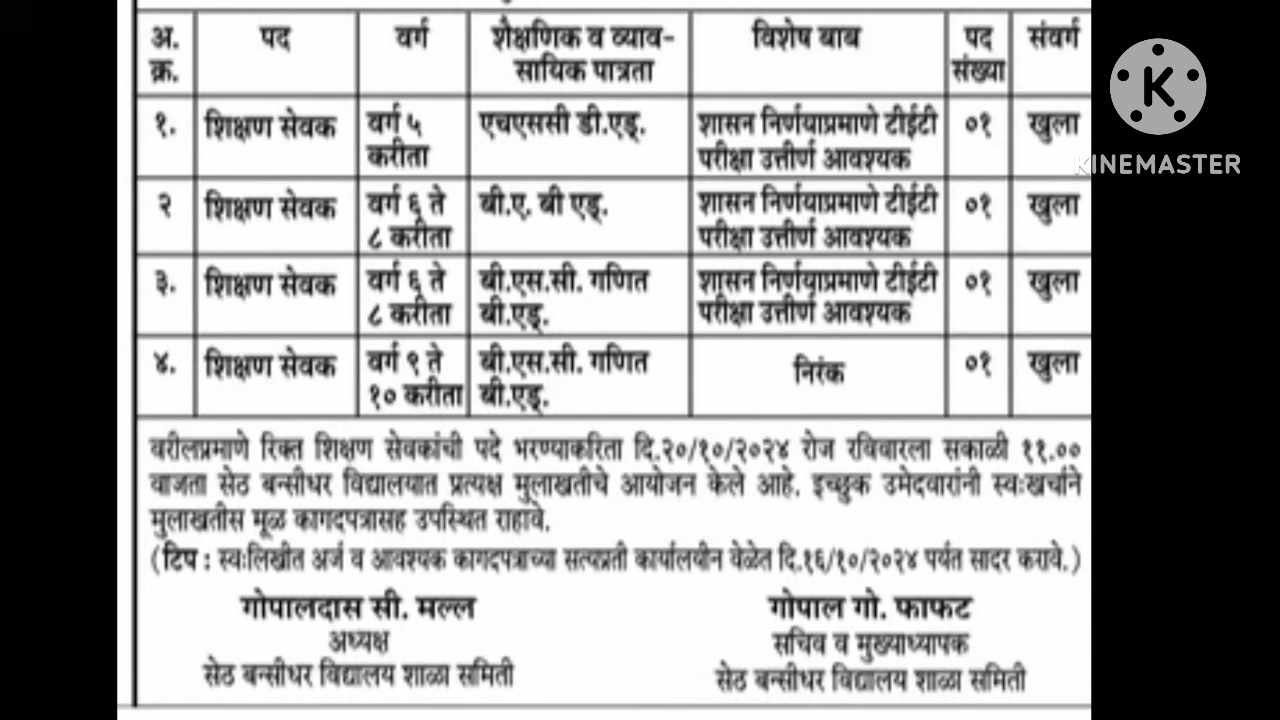 अ. क्र. पद वर्ग शैक्षणिक व व्याव-सायिक पात्रता विशेष बाब पद संख्या संवर्ग
१. शिक्षण सेवक वर्ग ५ करीता एचएससी डी.एड्. शासन निर्णयाप्रमाणे टीईटी परीक्षा उत्तीर्ण आवश्यक ०१ खुला
२ शिक्षण सेवक वर्ग ६ ते ८ करीता बी.ए. बी एड्. शासन निर्णयाप्रमाणे टीईटी परीक्षा उत्तीर्ण आवश्यक ०१ खुला
३. शिक्षण सेवक वर्ग ६ ते ८ करीता बी.एस.सी. गणित बी.एड्. शासन निर्णयाप्रमाणे टीईटी परीक्षा उत्तीर्ण आवश्यक ०१ खुला
४. शिक्षण सेवक वर्ग ९ ते १० करीता बी.एस.सी. गणित बी.एड्. निरंक ०१ खुला
वरीलप्रमाणे रिक्त शिक्षण सेवकांची पदे भरण्याकरिता दि.२०/१०/२०२४ रोज रविवारला सकाळी ११.००
वाजता सेठ बन्सीधर विद्यालयात प्रत्यक्ष मुलाखतीचे आयोजन केले आहे. इच्छुक उमेदवारांनी स्वःखर्चाने
मुलाखतीस मूळ कागदपत्रासह उपस्थित राहावे.
(टिप : स्वःलिखीत अर्ज व आवश्यक कागदपत्राच्या सत्यप्रती कार्यालयीन वेळेत दि.१६/१०/२०२४ पर्यत सादर करावे.)
गोपालदास सी. मल्ल
अध्यक्ष
सेठ बन्सीधर विद्यालय शाळा समिती
गोपाल गो. फाफट
सचिव व मुख्याध्यापक
सेठ बन्सीधर विद्यालय शाळा समिती
K
KINEMASTER